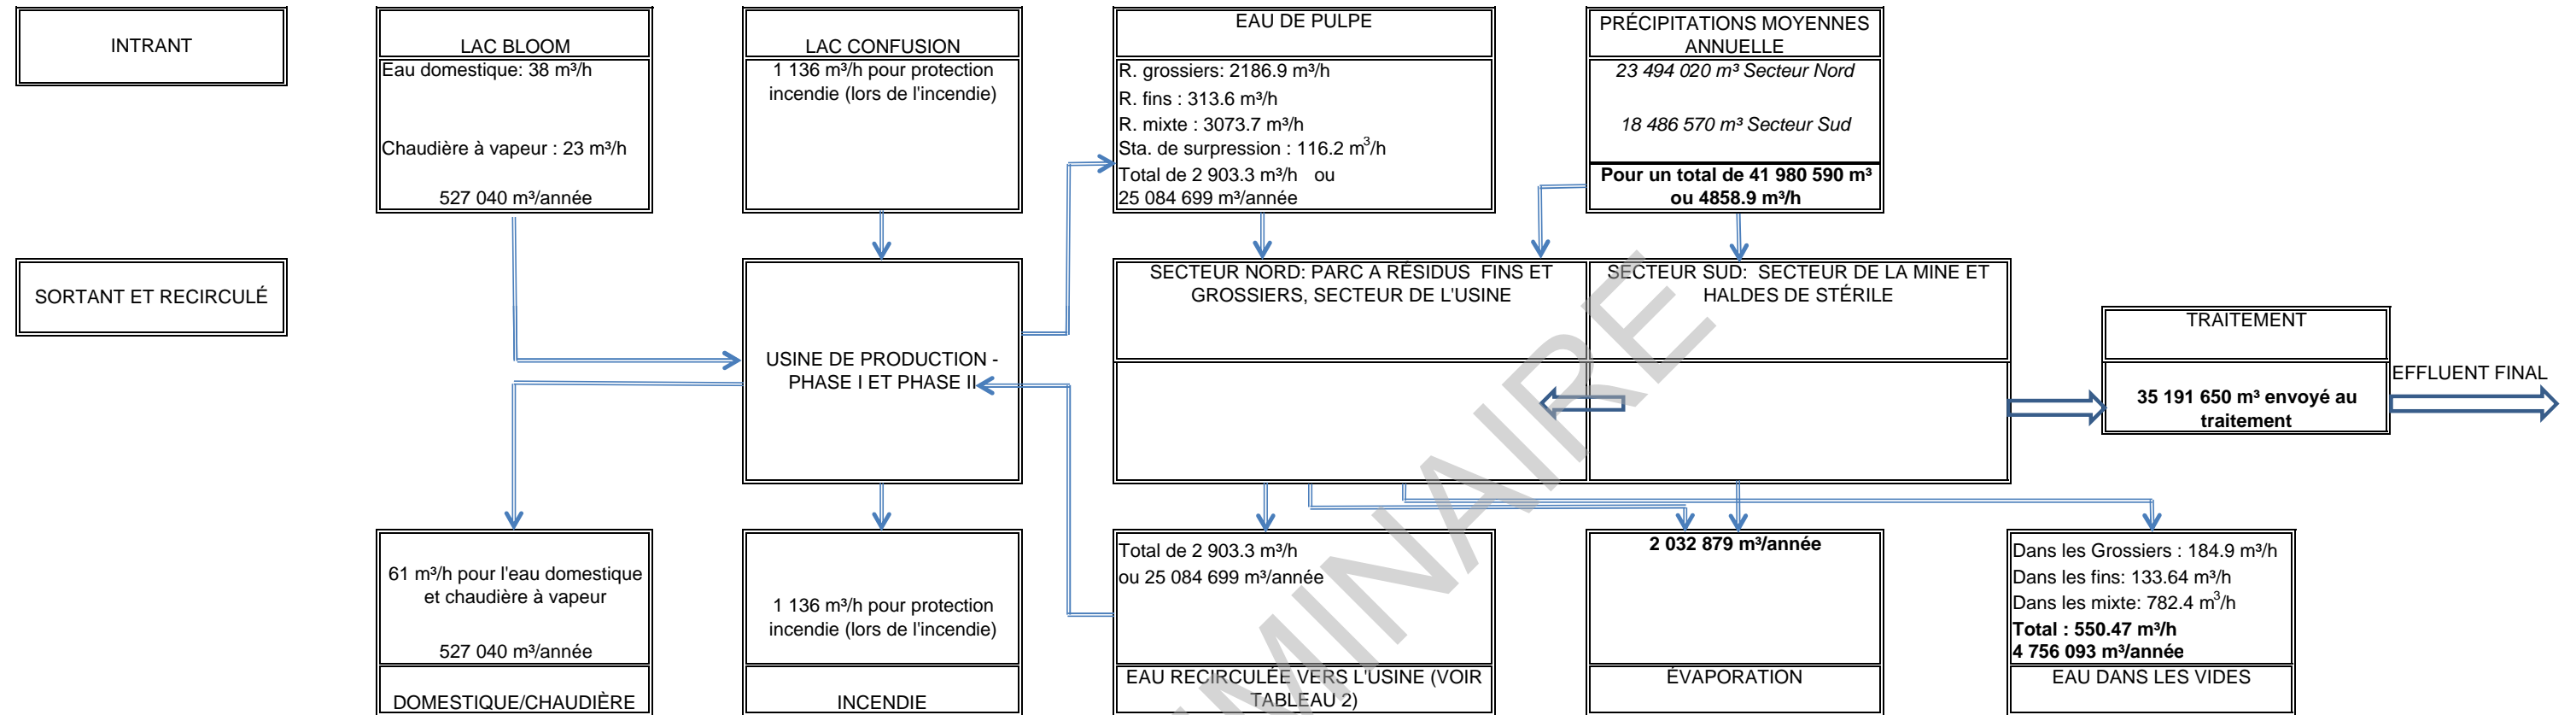 INTRANT
LAC BLOOM
Eau domestique: 38 m³/h
Chaudière à vapeur : 23 m³/h
527 040 m³/année
LAC CONFUSION
1 136 m³/h pour protection
incendie (lors de l'incendie)
EAU DE PULPE
R. grossiers: 2186.9 m³/h
R. fins : 313.6 m³/h
R. mixte : 3073.7 m³/h
Sta. de surpression : 116.2 m³/h
Total de 2 903.3 m³/h ou
25 084 699 m³/année
PRÉCIPITATIONS MOYENNES
ANNUELLE
23 494 020 m³ Secteur Nord
18 486 570 m³ Secteur Sud
Pour un total de 41 980 590 m³
ou 4858.9 m³/h
SORTANT ET RECIRCULÉ
USINE DE PRODUCTION -
PHASE I ET PHASE II
SECTEUR NORD: PARC A RÉSIDUS FINS ET
GROSSIERS, SECTEUR DE L'USINE
SECTEUR SUD: SECTEUR DE LA MINE ET
HALDES DE STÉRILE
TRAITEMENT
35 191 650 m³ envoyé au
traitement
EFFLUENT FINAL
61 m³/h pour l'eau domestique
et chaudière à vapeur
527 040 m³/année
DOMESTIQUE/CHAUDIÈRE
1 136 m³/h pour protection
incendie (lors de l'incendie)
INCENDIE
Total de 2 903.3 m³/h
ou 25 084 699 m³/année
EAU RECIRCULÉE VERS L'USINE (VOIR
TABLEAU 2)
2 032 879 m³/année
ÉVAPORATION
Dans les Grossiers : 184.9 m³/h
Dans les fins: 133.64 m³/h
Dans les mixte: 782.4 m³/h
Total : 550.47 m³/h
4 756 093 m³/année
EAU DANS LES VIDES
MINAIRE